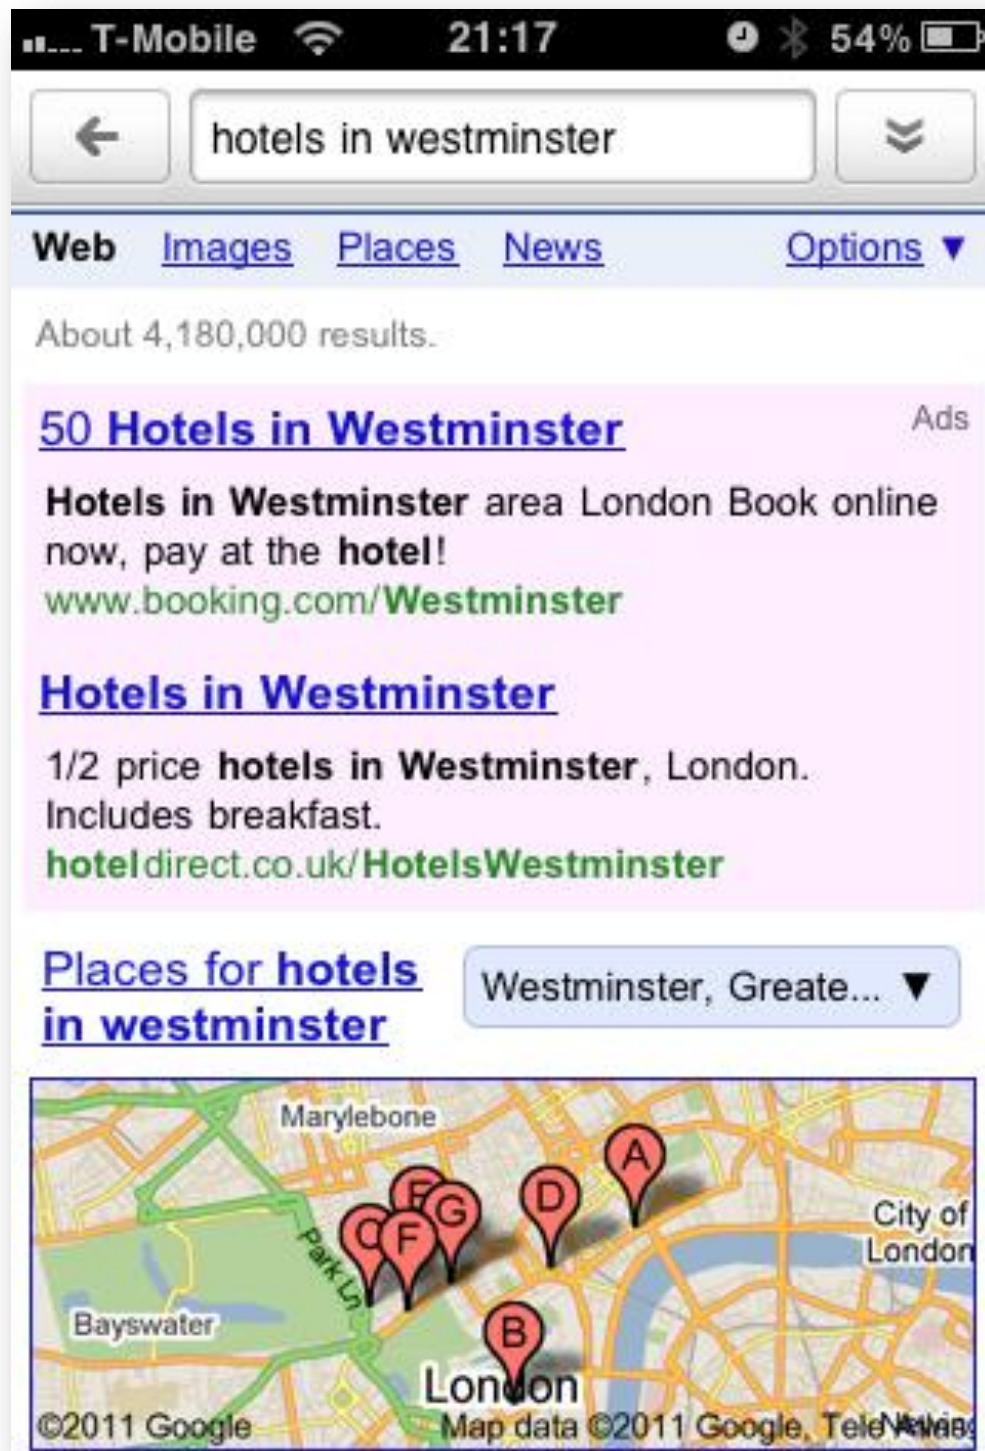 T-Mobile 21:17 54%
hotels in westminster
Web Images Places News Options ▼
About 4,180,000 results.
50 Hotels in Westminster Ads
Hotels in Westminster area London Book online
now, pay at the hotel!
www.booking.com/Westminster
Hotels in Westminster
1/2 price hotels in Westminster, London.
Includes breakfast.
hoteldirect.co.uk/HotelsWestminster
Places for hotels
in westminster
Westminster, Greate... ▼
Marylebone
A
E
D
G
C
F
City of
London
Park Ln
Bayswater
B
London
©2011 Google Map data ©2011 Google, Tele